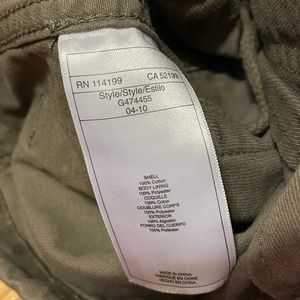 RN 114199 CA 52199
Style/Style/Estilo
G474455
04-10
SHELL
100% Cotton
BODY LINING
100% Polyester
COQUILLE
100% Coton
DOUBLURE CORPS
100% Polyester
EXTERIOR
100% Algodón
FORRO DEL CUERPO
100% Poliéster
MADE IN CHINA
FABRIQUÉ EN CHINE
HECHO EN CHINA